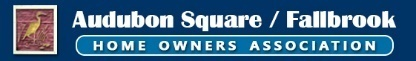 Audubon Square / Fallbrook
HOME OWNERS ASSOCIATION